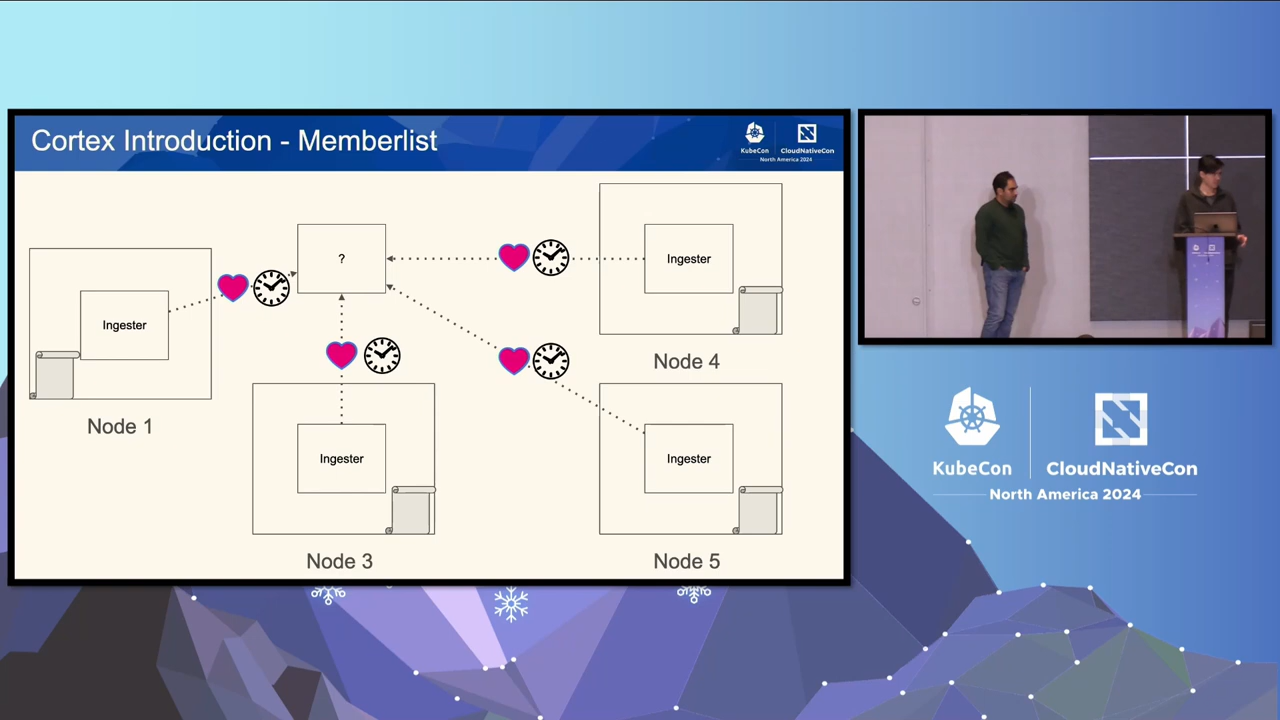 Cortex Introduction - Memberlist
KubeCon
CloudNativeCon
North America 2024
?
Ingester
Node 1
Ingester
Node 3
Ingester
Node 4
Ingester
Node 5
KubeCon
CloudNativeCon
North America 2024